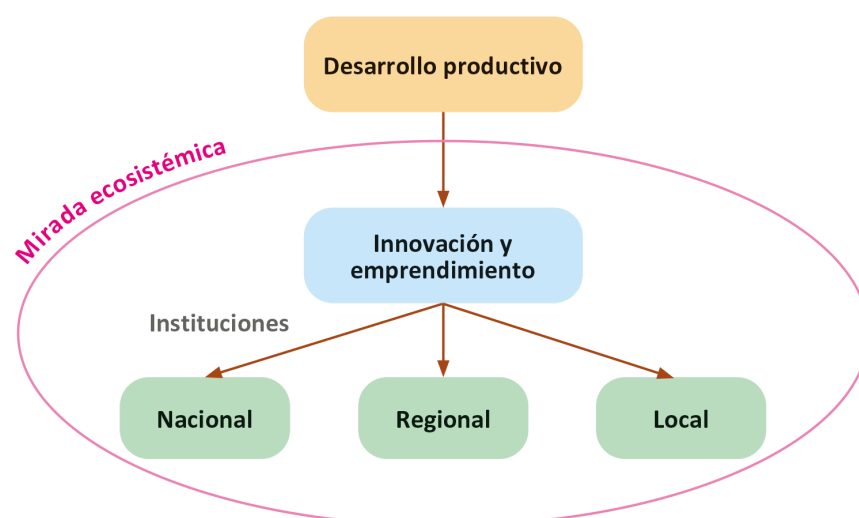 Desarrollo productivo
Mirada ecosistémica
Innovación y
emprendimiento
Instituciones
Nacional
Regional
Local